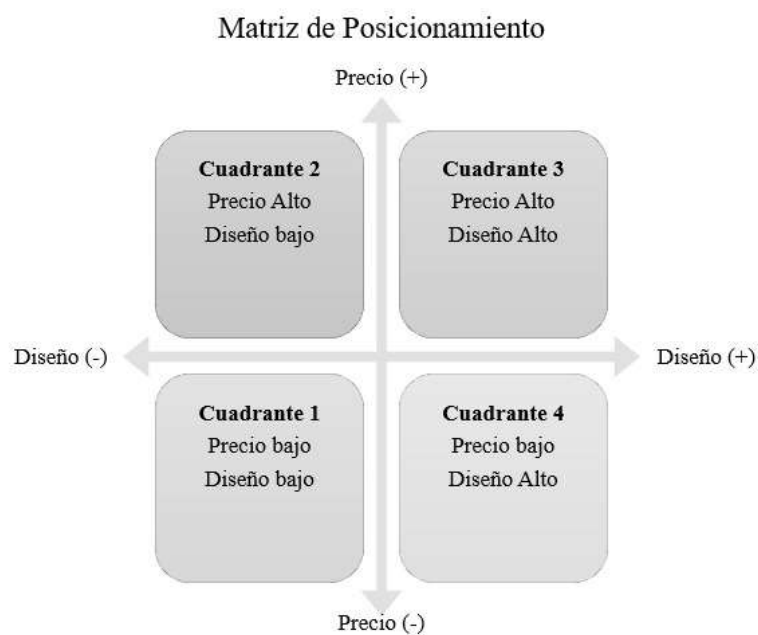 Matriz de Posicionamiento
Precio (+)
Cuadrante 2
Precio Alto
Diseño bajo
Cuadrante 3
Precio Alto
Diseño Alto
Diseño (-)
Diseño (+)
Cuadrante 1
Precio bajo
Diseño bajo
Cuadrante 4
Precio bajo
Diseño Alto
Precio (-)